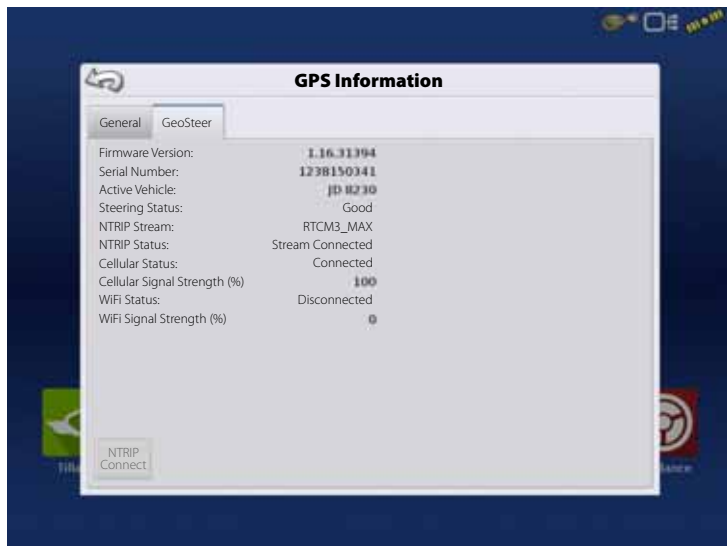 GPS Information
General GeoSteer
Firmware Version: 1.16.31394
Serial Number: 1238150341
Active Vehicle: JD 8230
Steering Status: Good
NTRIP Stream: RTCM3_MAX
NTRIP Status: Stream Connected
Cellular Status: Connected
Cellular Signal Strength (%) 100
WiFi Status: Disconnected
WiFi Signal Strength (%) 0
NTRIP
Connect